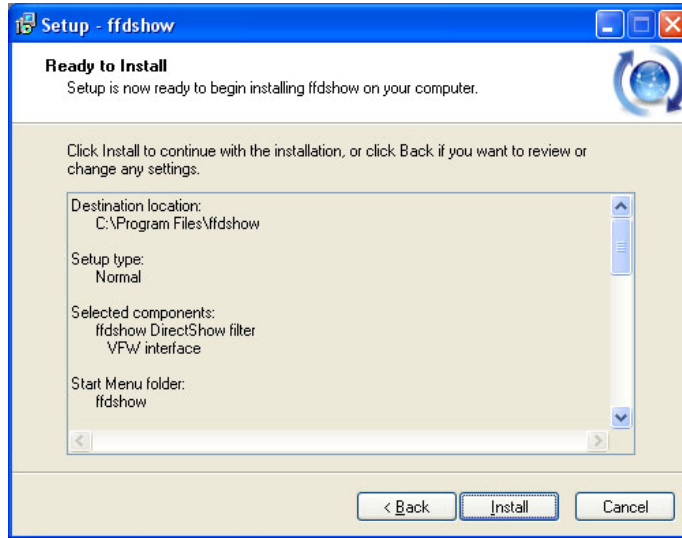 Setup - ffdshow
Ready to Install
Setup is now ready to begin installing ffdshow on your computer.
Click Install to continue with the installation, or click Back if you want to review or
change any settings.
Destination location:
C:\Program Files\ffdshow
Setup type:
Normal
Selected components:
ffdshow DirectShow filter
VFW interface
Start Menu folder:
ffdshow
< Back
Install
Cancel